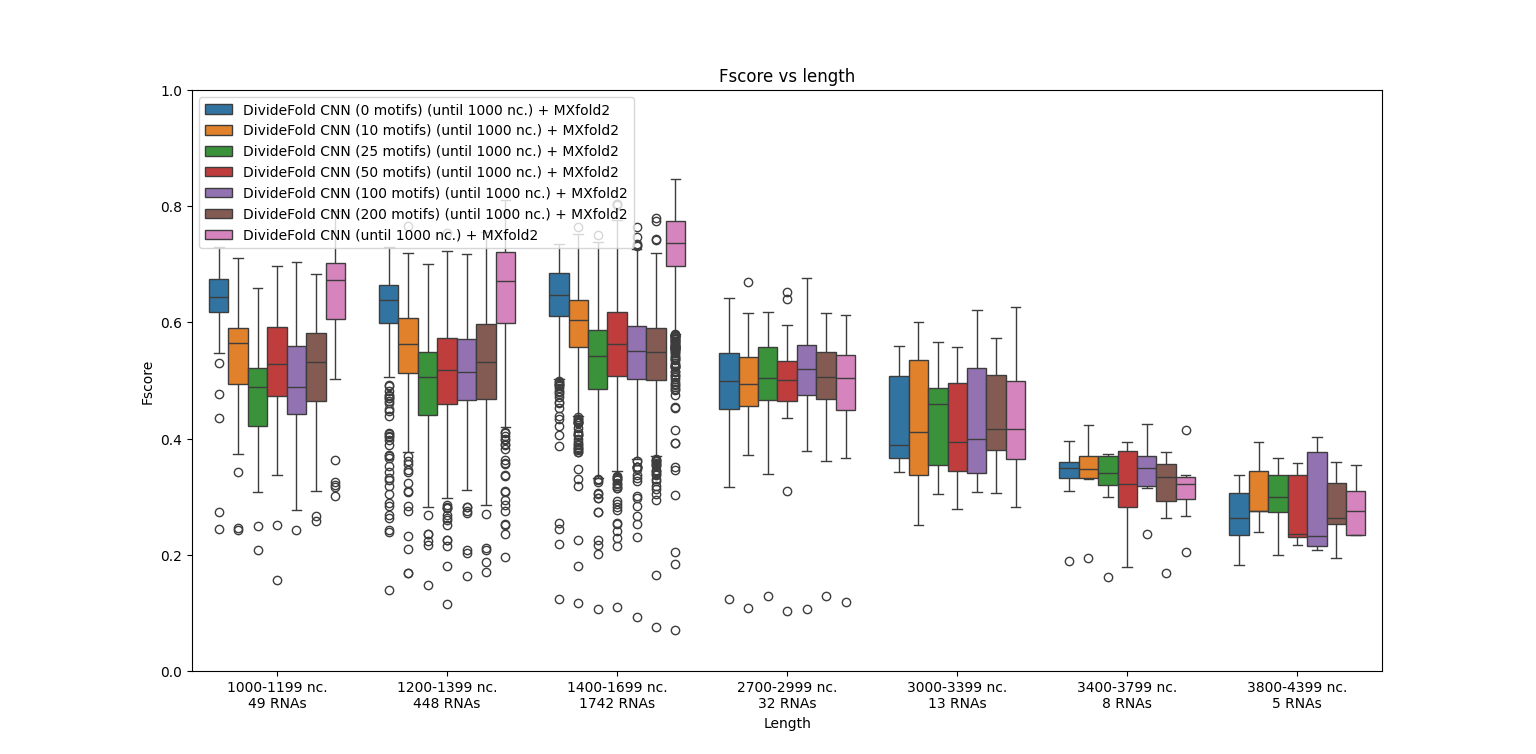 Fscore vs length
Fscore
1.0
0.8
0.6
0.4
0.2
0.0
DivideFold CNN (0 motifs) (until 1000 nc.) + MXfold2
DivideFold CNN (10 motifs) (until 1000 nc.) + MXfold2
DivideFold CNN (25 motifs) (until 1000 nc.) + MXfold2
DivideFold CNN (50 motifs) (until 1000 nc.) + MXfold2
DivideFold CNN (100 motifs) (until 1000 nc.) + MXfold2
DivideFold CNN (200 motifs) (until 1000 nc.) + MXfold2
DivideFold CNN (until 1000 nc.) + MXfold2
1000-1199 nc.
49 RNAs
1200-1399 nc.
448 RNAs
1400-1699 nc.
1742 RNAs
2700-2999 nc.
32 RNAs
3000-3399 nc.
13 RNAs
3400-3799 nc.
8 RNAs
3800-4399 nc.
5 RNAs
Length